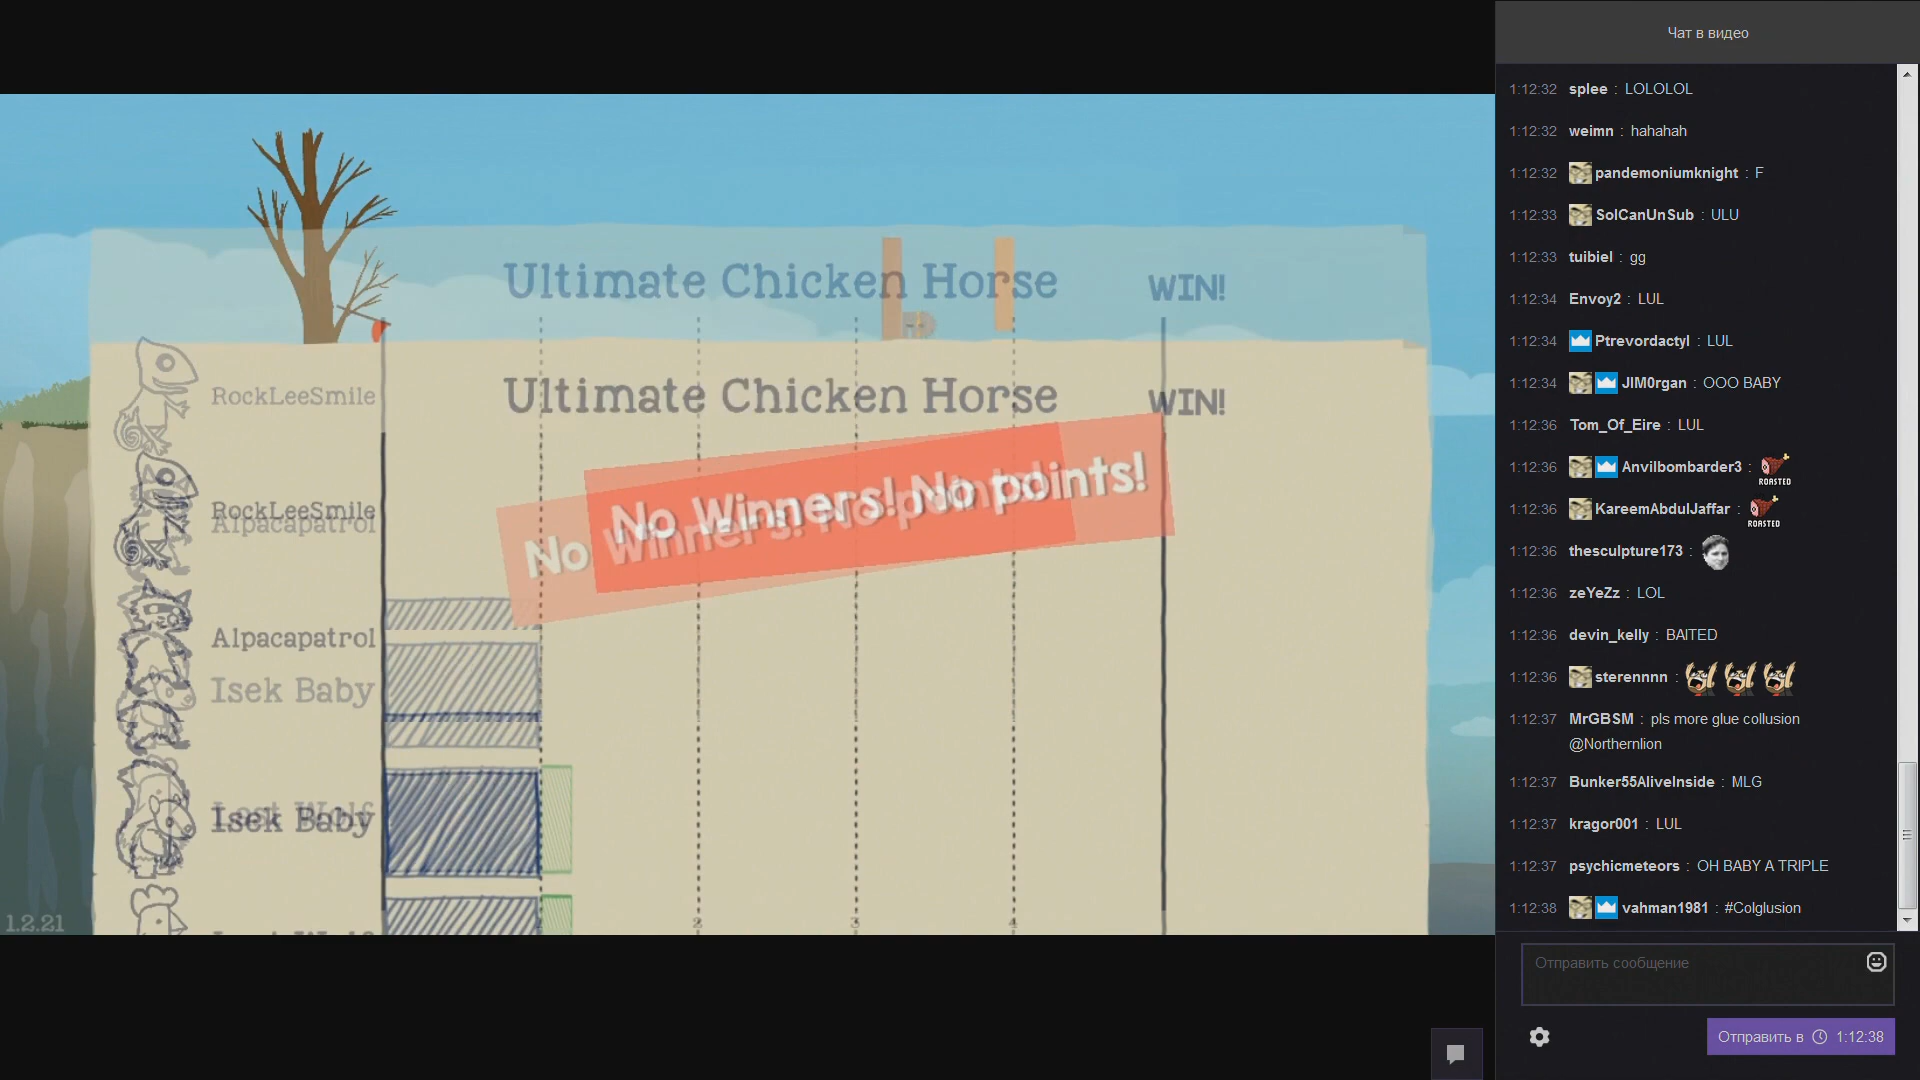 Ultimate Chicken Horse WIN!
RockLeeSmile
Ultimate Chicken Horse WIN!
No Winners! No points!
No Winners! No points!
RockLeeSmile
Alpacapatrol
Alpacapatrol
Isek Baby
Isek Baby
2 3 4
1.2.21
Чат в видео
1:12:32 splee : LOLOLOL
1:12:32 weimn : hahahah
1:12:32 pandemoniumknight : F
1:12:33 SolCanUnSub : ULU
1:12:33 tuibiel : gg
1:12:34 Envoy2 : LUL
1:12:34 Ptrevordactyl : LUL
1:12:34 JIM0rgan : OOO BABY
1:12:36 Tom_Of_Eire : LUL
1:12:36 Anvilbombarder3 : ROASTED
1:12:36 KareemAbdulJaffar : ROASTED
1:12:36 thesculpture173 :
1:12:36 zeYeZz : LOL
1:12:36 devin_kelly : BAITED
1:12:36 sterennnn :
1:12:37 MrGBSM : pls more glue collusion
@Northernlion
1:12:37 Bunker55AliveInside : MLG
1:12:37 kragor001 : LUL
1:12:37 psychicmeteors : OH BABY A TRIPLE
1:12:38 vahman1981 : #Colglusion
Отправить сообщение
Отправить в 1:12:38